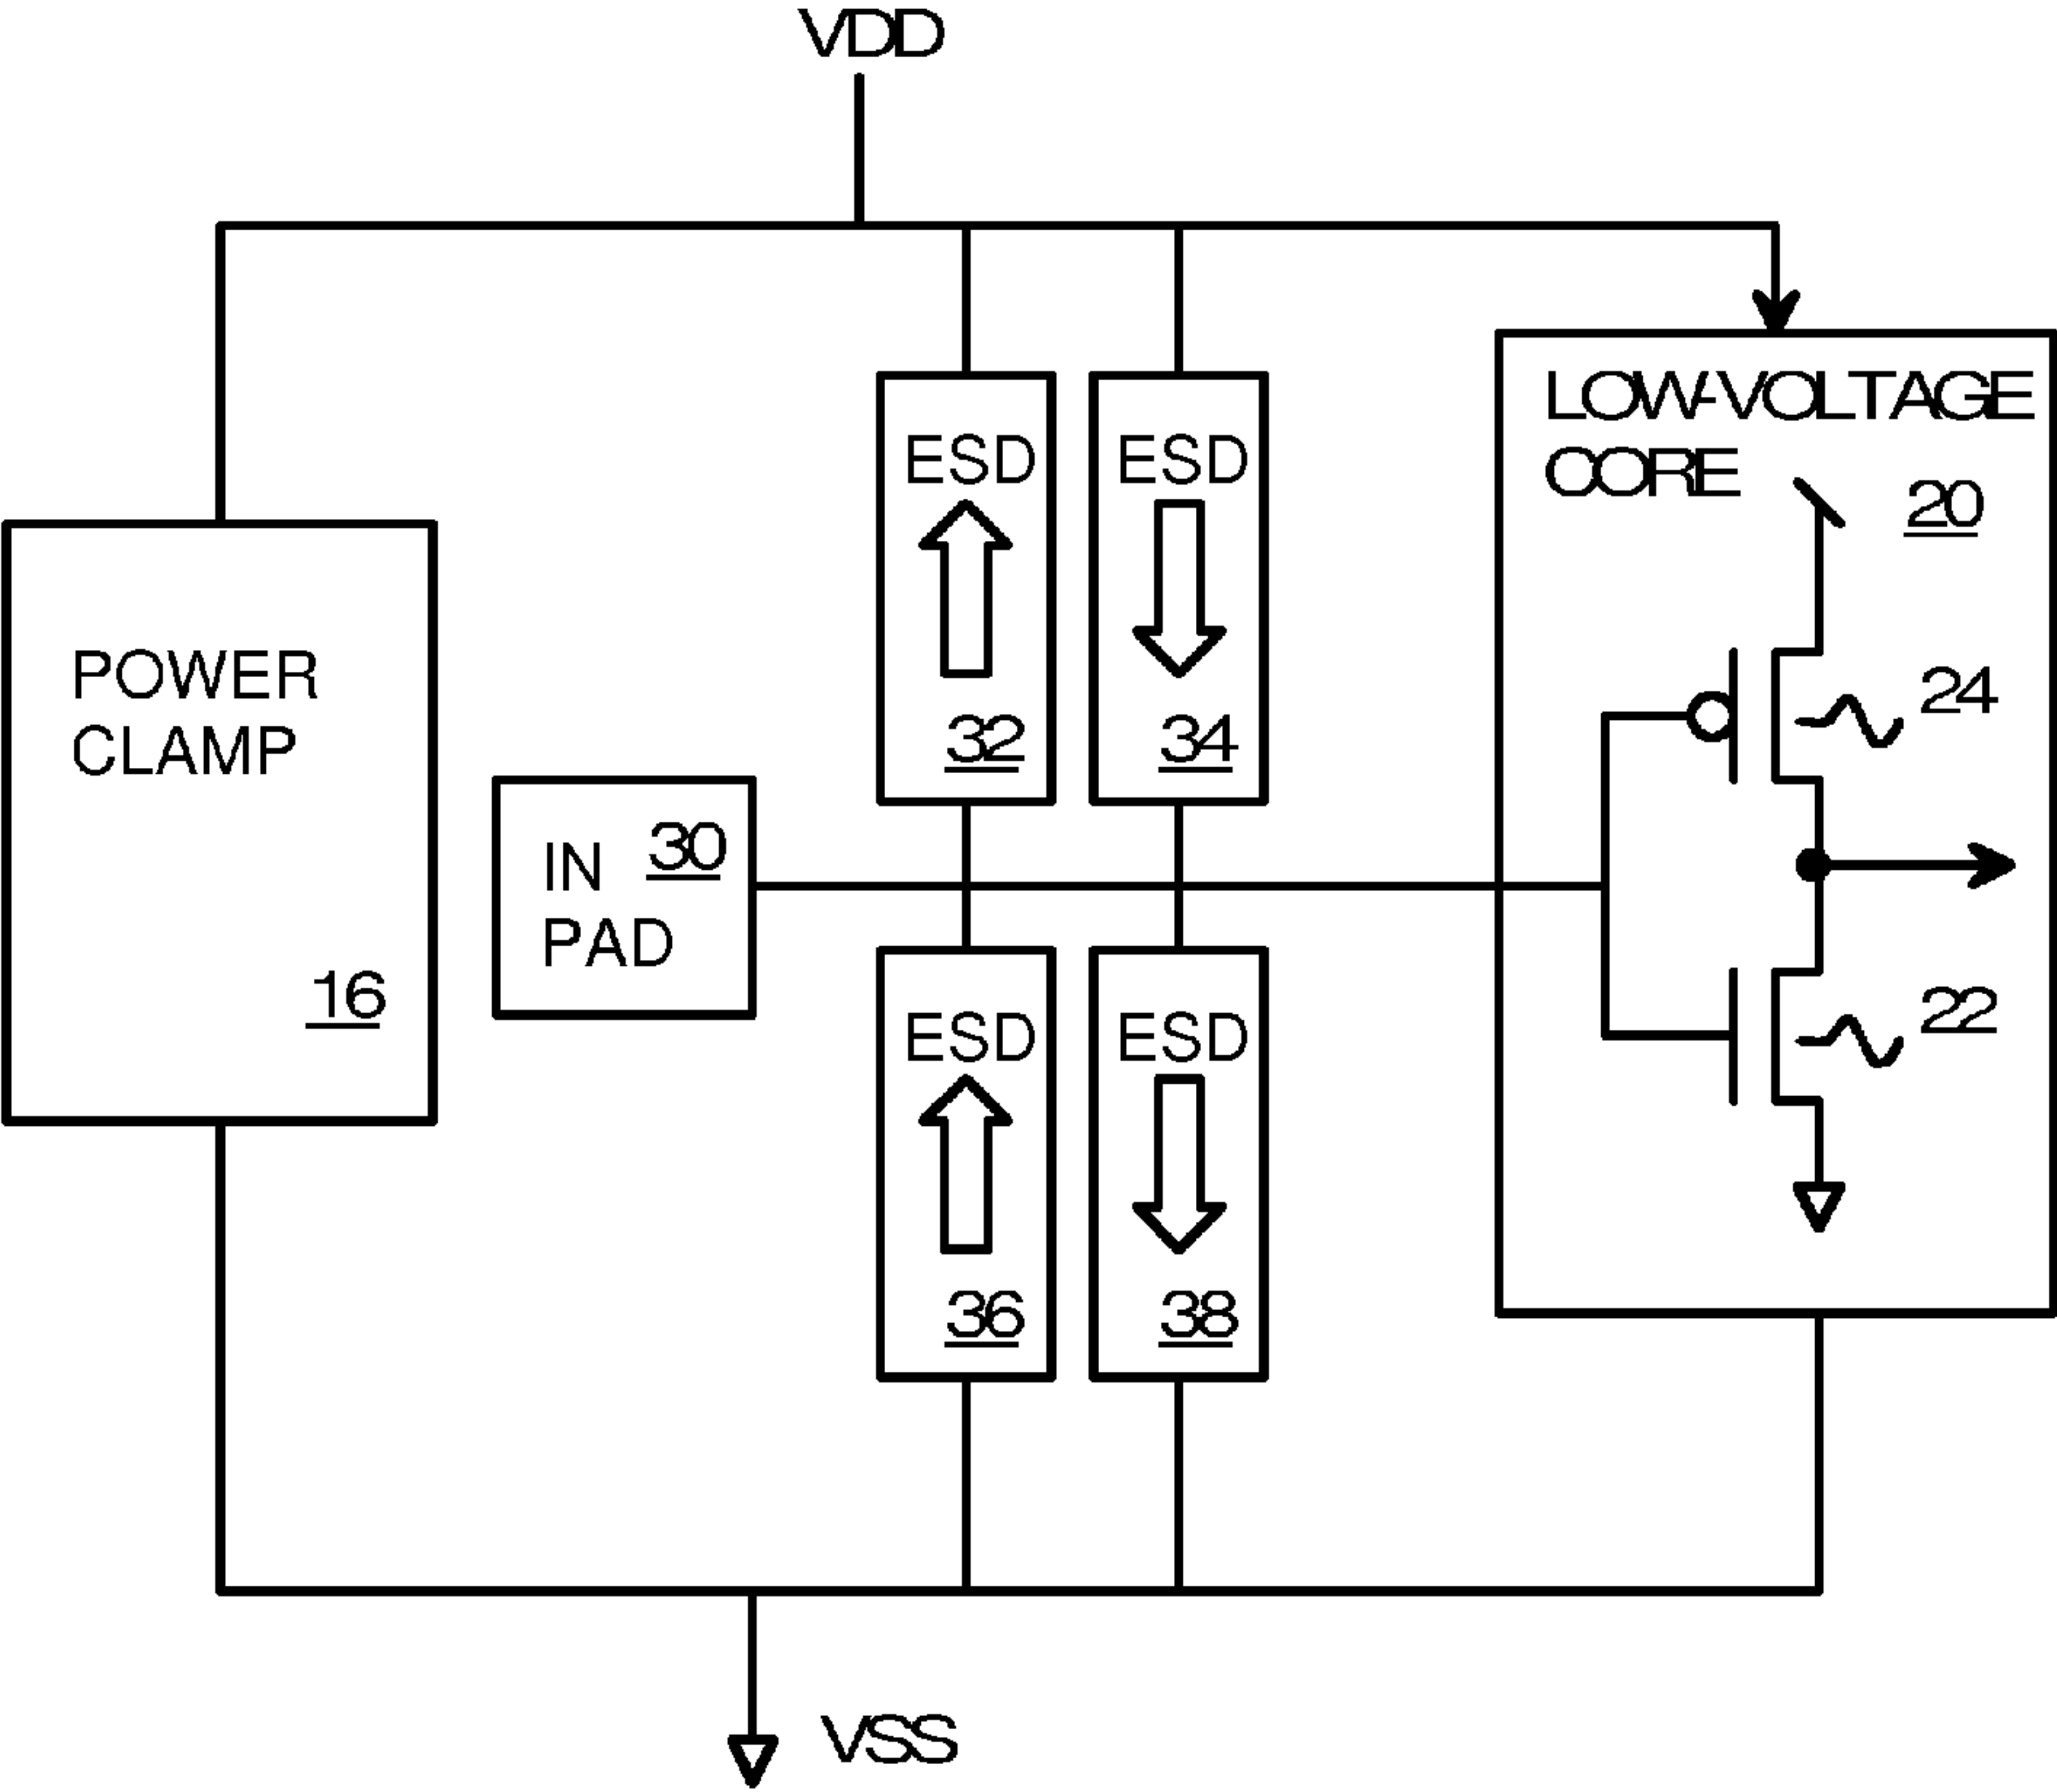 VDD
POWER
CLAMP
16
IN
PAD
30
ESD
32
ESD
34
ESD
36
ESD
38
LOW-VOLTAGE
CORE
20
24
22
VSS